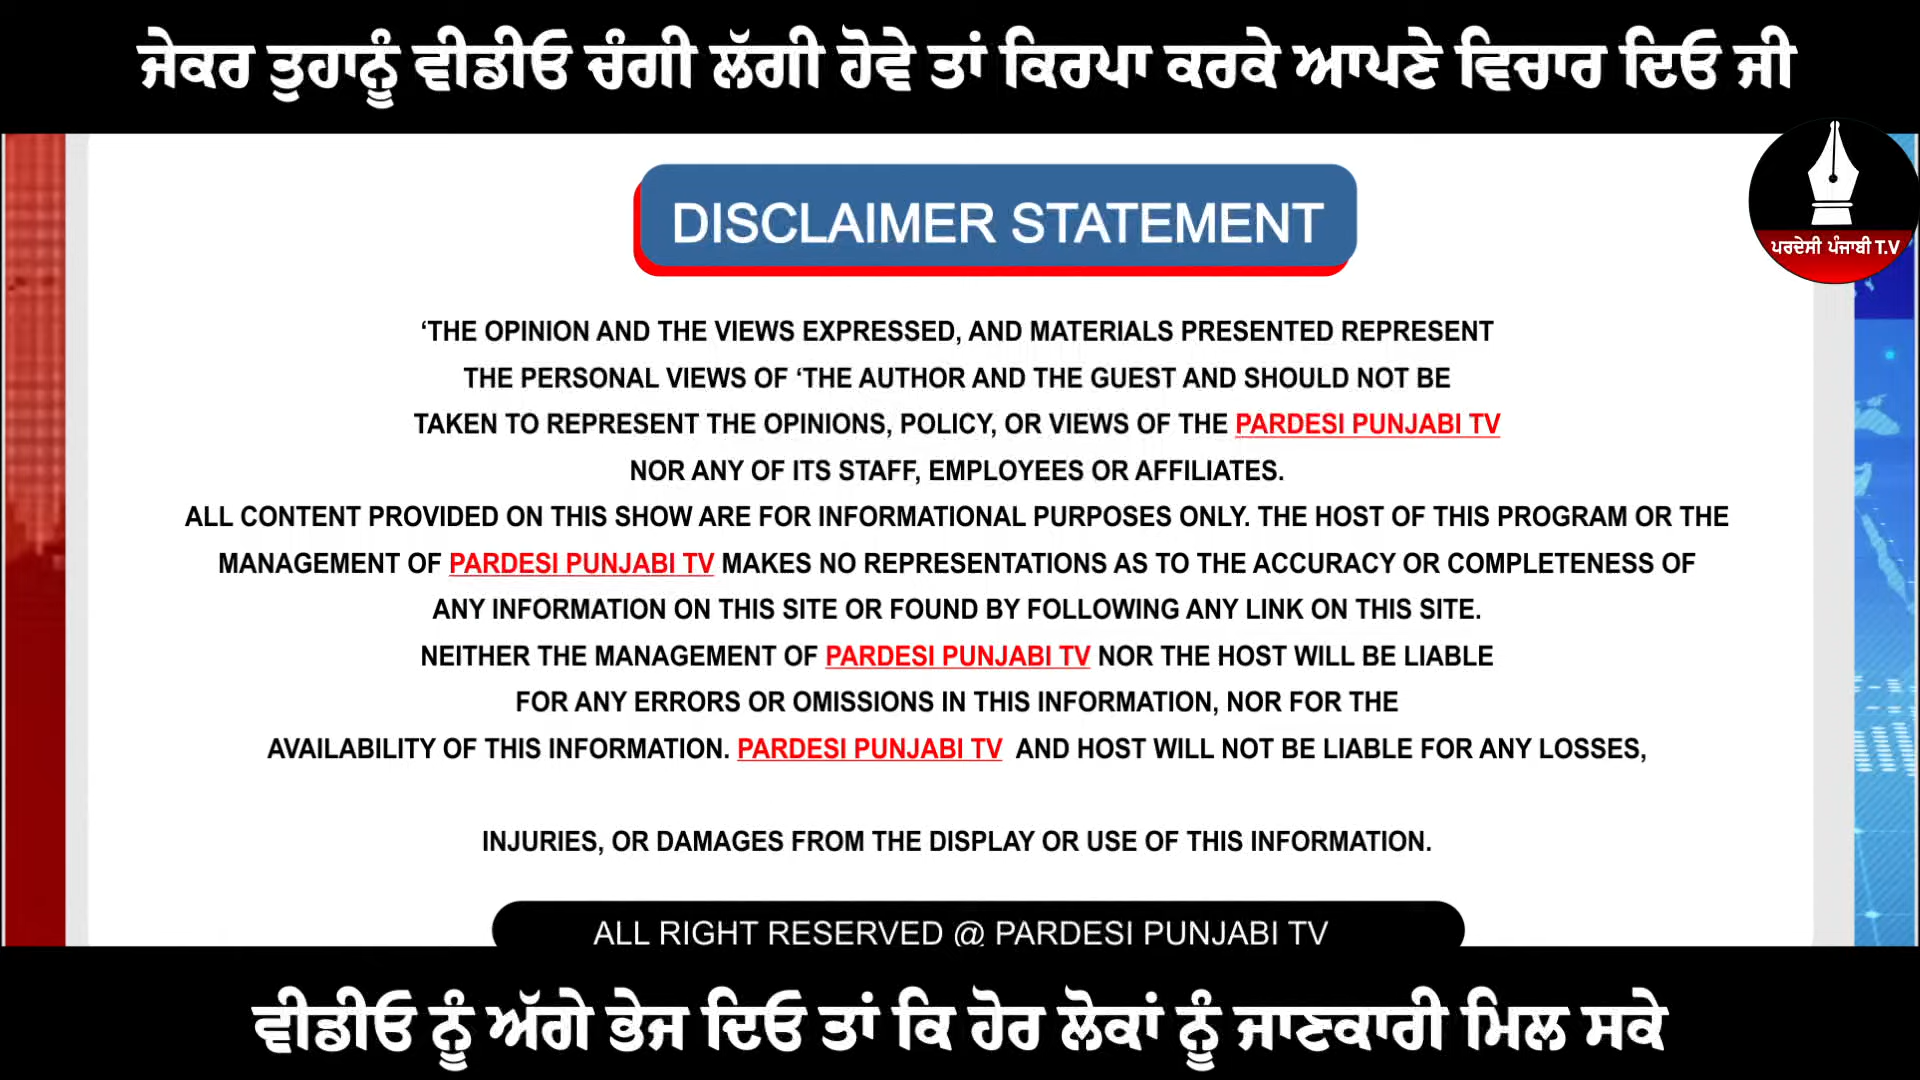 ਜੇਕਰ ਤੁਹਾਨੂੰ ਵੀਡੀਓ ਚੰਗੀ ਲੱਗੀ ਹੋਵੇ ਤਾਂ ਕਿਰਪਾ ਕਰਕੇ ਆਪਣੇ ਵਿਚਾਰ ਦਿਓ ਜੀ
ਪਰਦੇਸੀ ਪੰਜਾਬੀ T.V
DISCLAIMER STATEMENT
‘THE OPINION AND THE VIEWS EXPRESSED, AND MATERIALS PRESENTED REPRESENT
THE PERSONAL VIEWS OF ‘THE AUTHOR AND THE GUEST AND SHOULD NOT BE
TAKEN TO REPRESENT THE OPINIONS, POLICY, OR VIEWS OF THE PARDESI PUNJABI TV
NOR ANY OF ITS STAFF, EMPLOYEES OR AFFILIATES.
ALL CONTENT PROVIDED ON THIS SHOW ARE FOR INFORMATIONAL PURPOSES ONLY. THE HOST OF THIS PROGRAM OR THE
MANAGEMENT OF PARDESI PUNJABI TV MAKES NO REPRESENTATIONS AS TO THE ACCURACY OR COMPLETENESS OF
ANY INFORMATION ON THIS SITE OR FOUND BY FOLLOWING ANY LINK ON THIS SITE.
NEITHER THE MANAGEMENT OF PARDESI PUNJABI TV NOR THE HOST WILL BE LIABLE
FOR ANY ERRORS OR OMISSIONS IN THIS INFORMATION, NOR FOR THE
AVAILABILITY OF THIS INFORMATION. PARDESI PUNJABI TV AND HOST WILL NOT BE LIABLE FOR ANY LOSSES,
INJURIES, OR DAMAGES FROM THE DISPLAY OR USE OF THIS INFORMATION.
ALL RIGHT RESERVED @ PARDESI PUNJABI TV
ਵੀਡੀਓ ਨੂੰ ਅੱਗੇ ਭੇਜ ਦਿਓ ਤਾਂ ਕਿ ਹੋਰ ਲੋਕਾਂ ਨੂੰ ਜਾਣਕਾਰੀ ਮਿਲ ਸਕੇ